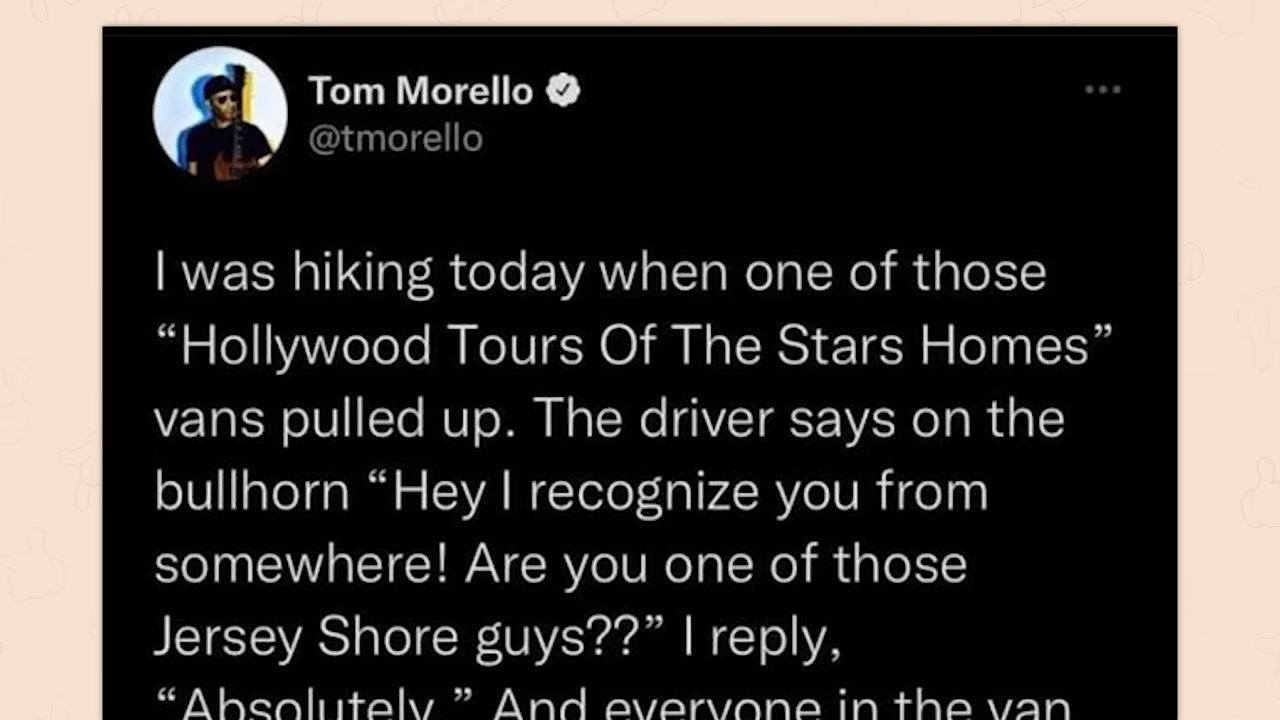 Tom Morello
@tmorello
I was hiking today when one of those
“Hollywood Tours Of The Stars Homes”
vans pulled up. The driver says on the
bullhorn “Hey I recognize you from
somewhere! Are you one of those
Jersey Shore guys??” I reply,
“Absolutely.” And everyone in the van